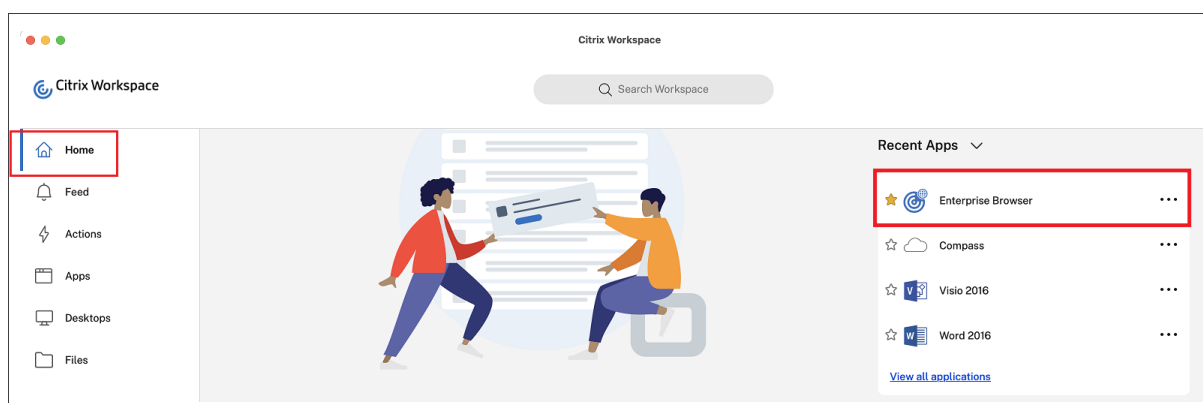 Citrix Workspace
Citrix Workspace
Search Workspace
Home
Feed
Actions
Apps
Desktops
Files
Recent Apps
Enterprise Browser
Compass
Visio 2016
Word 2016
View all applications